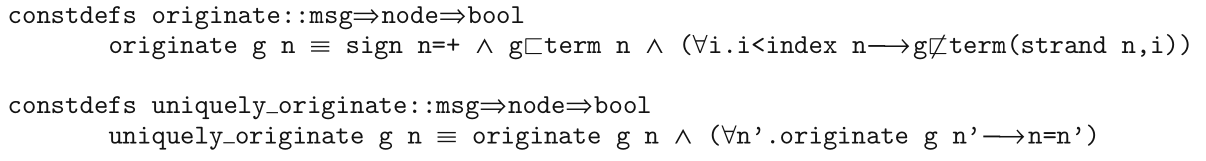 constdefs originate::msg⇒node⇒bool
originate g n ≡ sign n=+ ∧ g⊏term n ∧ (∀i.i<index n⟶g⊏̸term(strand n,i))
constdefs uniquely_originate::msg⇒node⇒bool
uniquely_originate g n ≡ originate g n ∧ (∀n'.originate g n'⟶n=n')